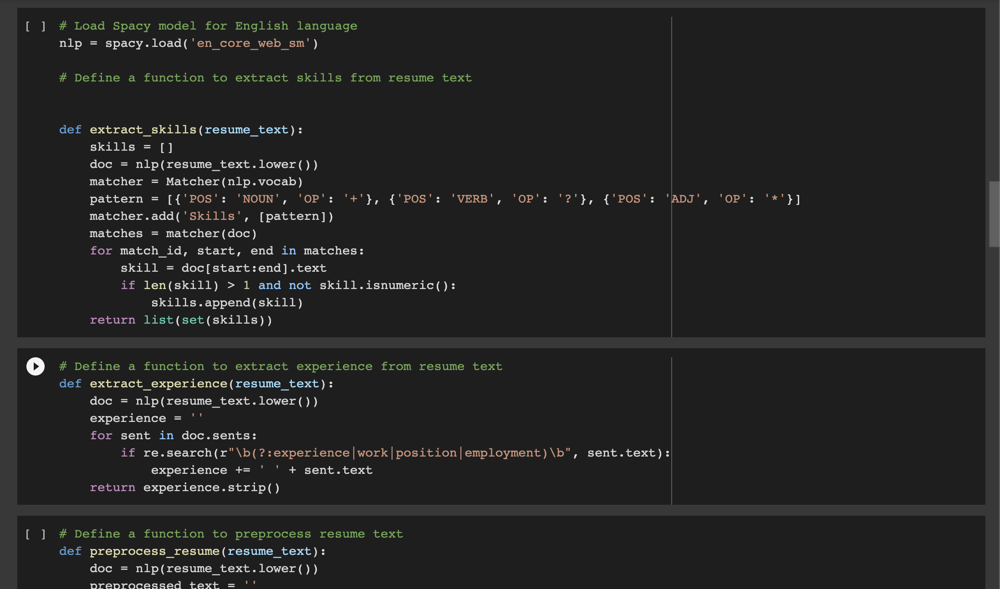 [ ] # Load Spacy model for English language
nlp = spacy.load('en_core_web_sm')
# Define a function to extract skills from resume text
def extract_skills(resume_text):
    skills = []
    doc = nlp(resume_text.lower())
    matcher = Matcher(nlp.vocab)
    pattern = [{'POS': 'NOUN', 'OP': '+'}, {'POS': 'VERB', 'OP': '?'}, {'POS': 'ADJ', 'OP': '*'}]
    matcher.add('Skills', [pattern])
    matches = matcher(doc)
    for match_id, start, end in matches:
        skill = doc[start:end].text
        if len(skill) > 1 and not skill.isnumeric():
            skills.append(skill)
    return list(set(skills))
# Define a function to extract experience from resume text
def extract_experience(resume_text):
    doc = nlp(resume_text.lower())
    experience = ''
    for sent in doc.sents:
        if re.search(r"\b(?:experience|work|position|employment)\b", sent.text):
            experience += ' ' + sent.text
    return experience.strip()
[ ] # Define a function to preprocess resume text
def preprocess_resume(resume_text):
    doc = nlp(resume_text.lower())
    preprocessed_text = ''